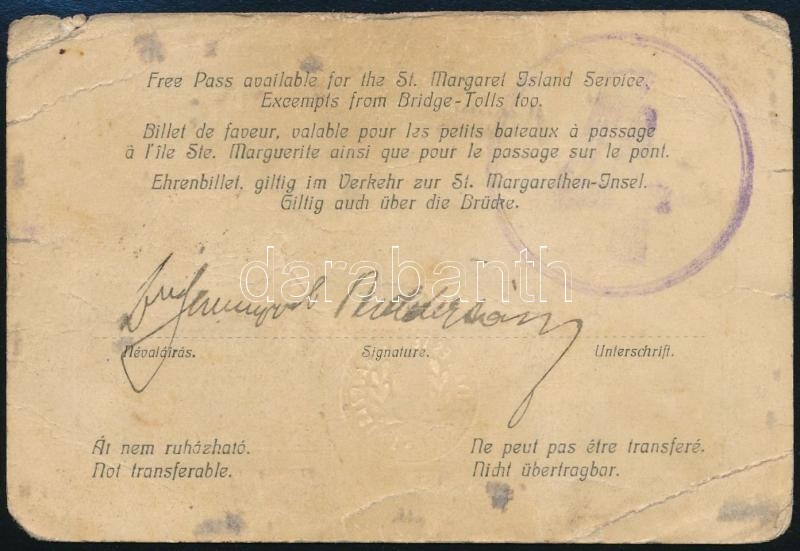 Free Pass available for the St. Margaret Island Service.
Excempts from Bridge-Tolls too.
Billet de faveur, valable pour les petits bateaux à passage
à l'île Ste. Marguerite ainsi que pour le passage sur le pont.
Ehrenbillet, giltig im Verkehr zur St. Margarethen-Insel.
Giltig auch über die Brücke.
darabanth
Névaláírás. Signature. Unterschrift.
Át nem ruházható. Ne peut pas étre transferé.
Not transferable. Nicht übertragbar.